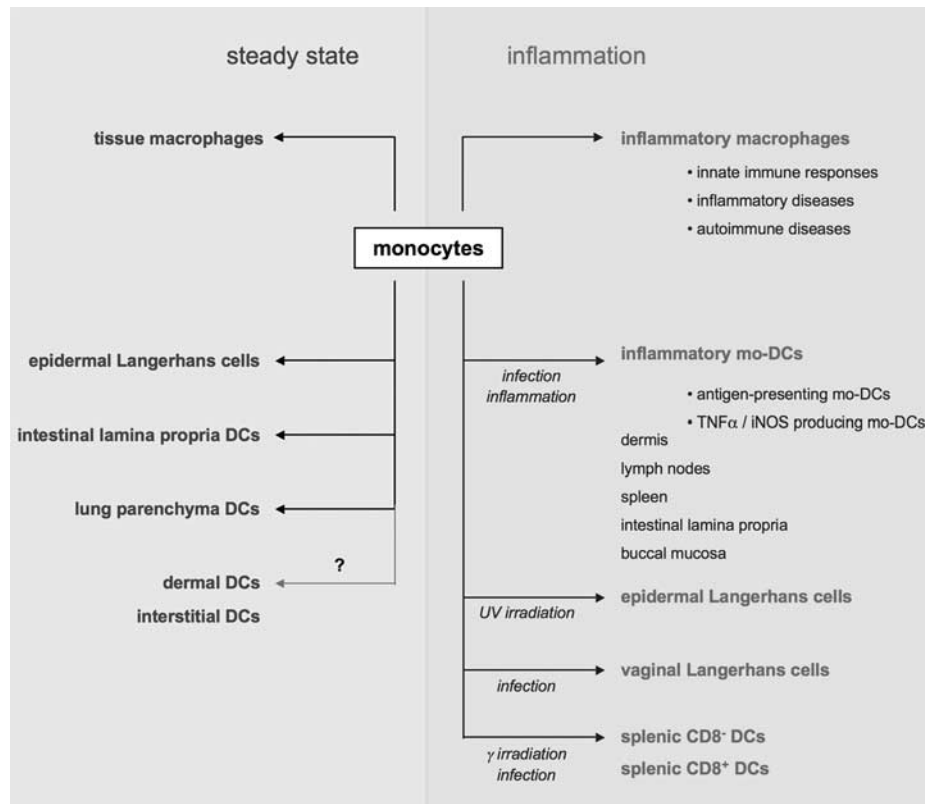 steady state
inflammation
tissue macrophages
inflammatory macrophages
• innate immune responses
• inflammatory diseases
• autoimmune diseases
monocytes
epidermal Langerhans cells
inflammatory mo-DCs
infection
inflammation
• antigen-presenting mo-DCs
• TNFα / iNOS producing mo-DCs
intestinal lamina propria DCs
dermis
lymph nodes
spleen
intestinal lamina propria
buccal mucosa
lung parenchyma DCs
?
dermal DCs
interstitial DCs
epidermal Langerhans cells
UV irradiation
vaginal Langerhans cells
infection
splenic CD8⁻ DCs
splenic CD8⁺ DCs
γ irradiation
infection